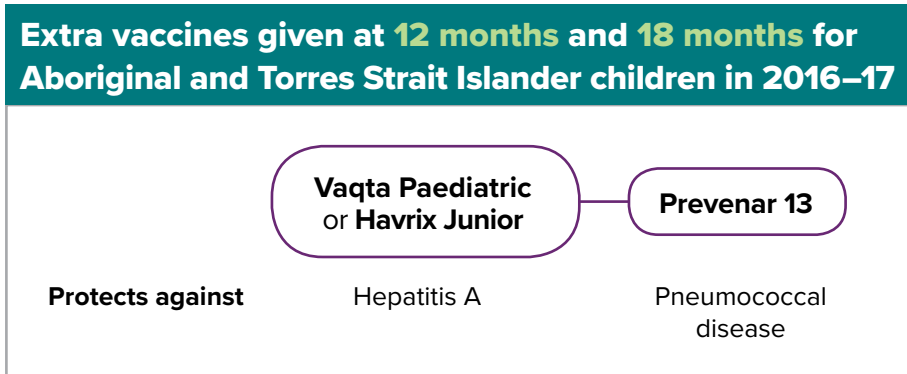 Extra vaccines given at 12 months and 18 months for
Aboriginal and Torres Strait Islander children in 2016–17
Vaqta Paediatric
or Havrix Junior
Prevenar 13
Protects against
Hepatitis A
Pneumococcal
disease